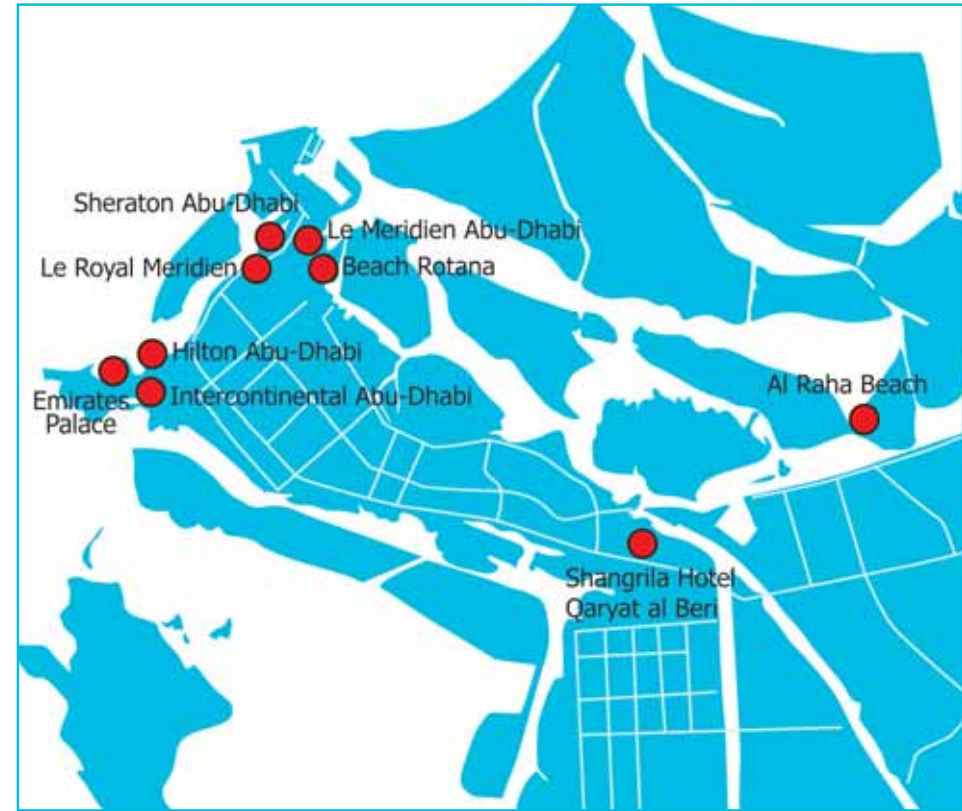 Sheraton Abu-Dhabi
Le Meridien Abu-Dhabi
Le Royal Meridien
Beach Rotana
Hilton Abu-Dhabi
Emirates
Palace
Intercontinental Abu-Dhabi
Al Raha Beach
Shangrila Hotel
Qaryat al Beri